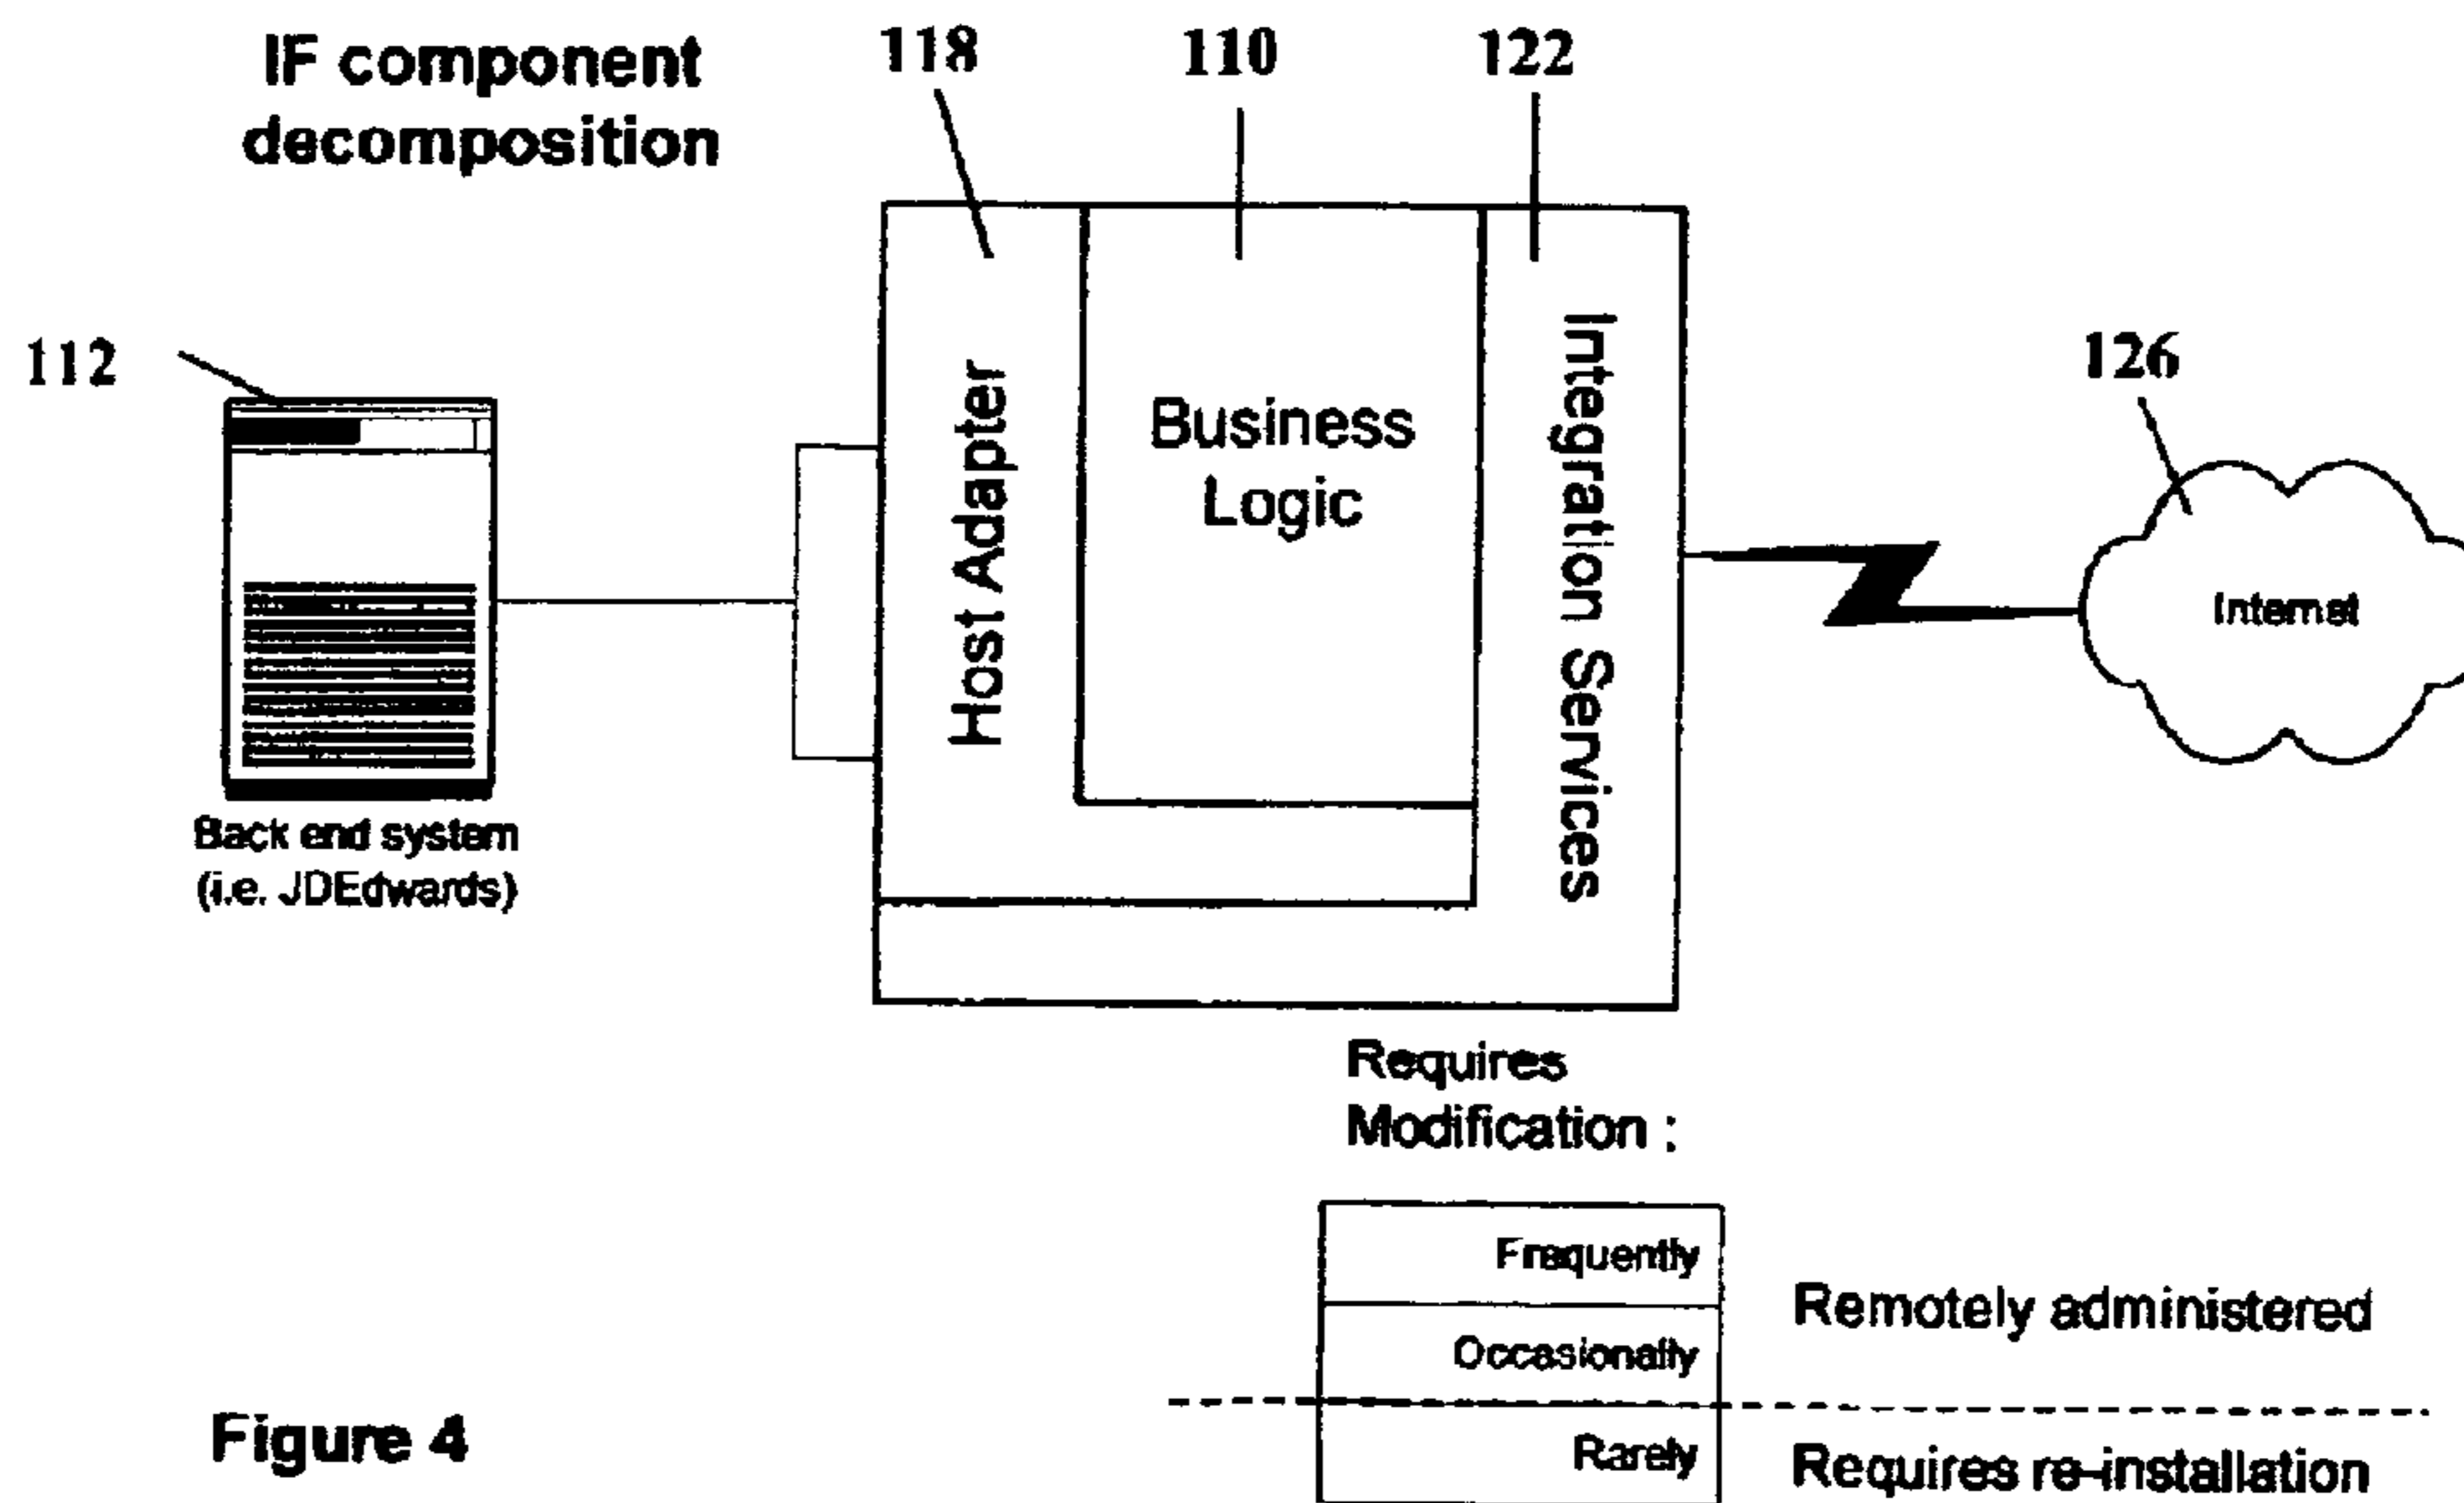 IF component
decomposition
118
110
122
112
126
Host Adapter
Business
Logic
Integration Services
Internet
Back end system
(i.e. JDEdwards)
Requires
Modification :
Frequently
Occasionally
Remotely administered
Rarely
Requires re-installation
Figure 4